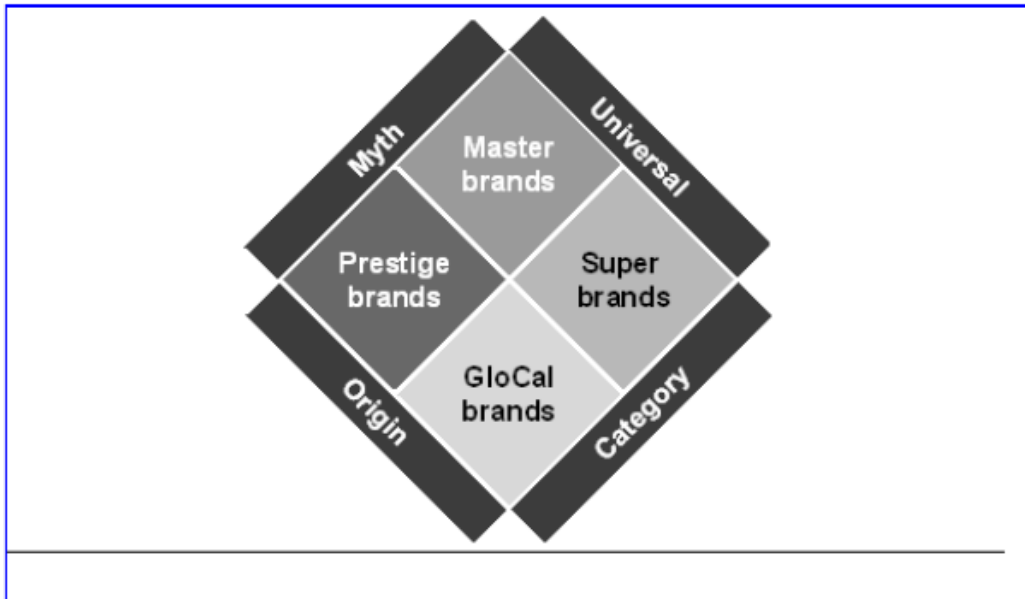 Myth
Universal
Master
brands
Prestige
brands
Super
brands
GloCal
brands
Origin
Category